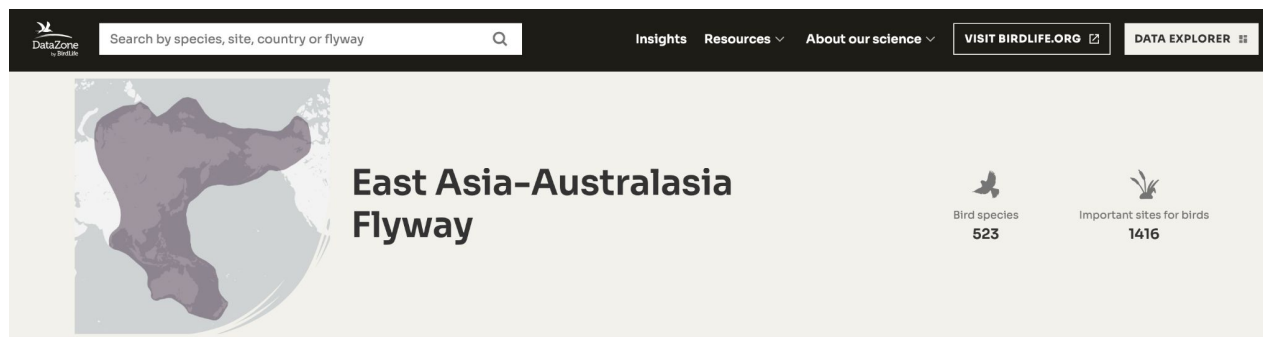 DataZone
by BirdLife
Search by species, site, country or flyway
Insights
Resources
About our science
VISIT BIRDLIFE.ORG
DATA EXPLORER
East Asia–Australasia
Flyway
Bird species
523
Important sites for birds
1416